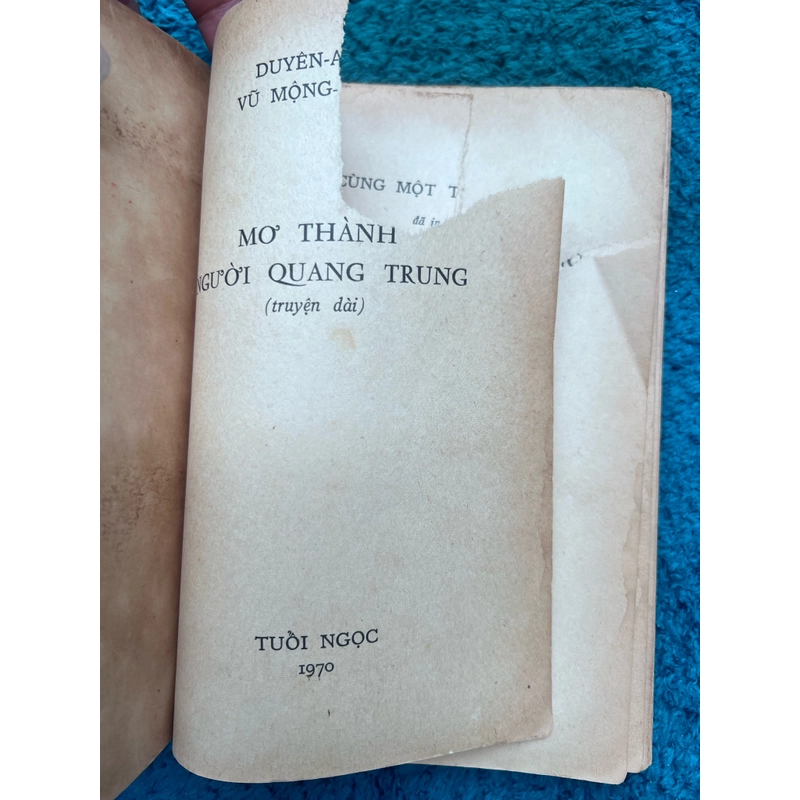 DUYÊN-A
VŨ MỘNG-
CÙNG MỘT T
đã in
MƠ THÀNH
NGƯỜI QUANG TRUNG
(truyện dài)
TUỔI NGỌC
1970